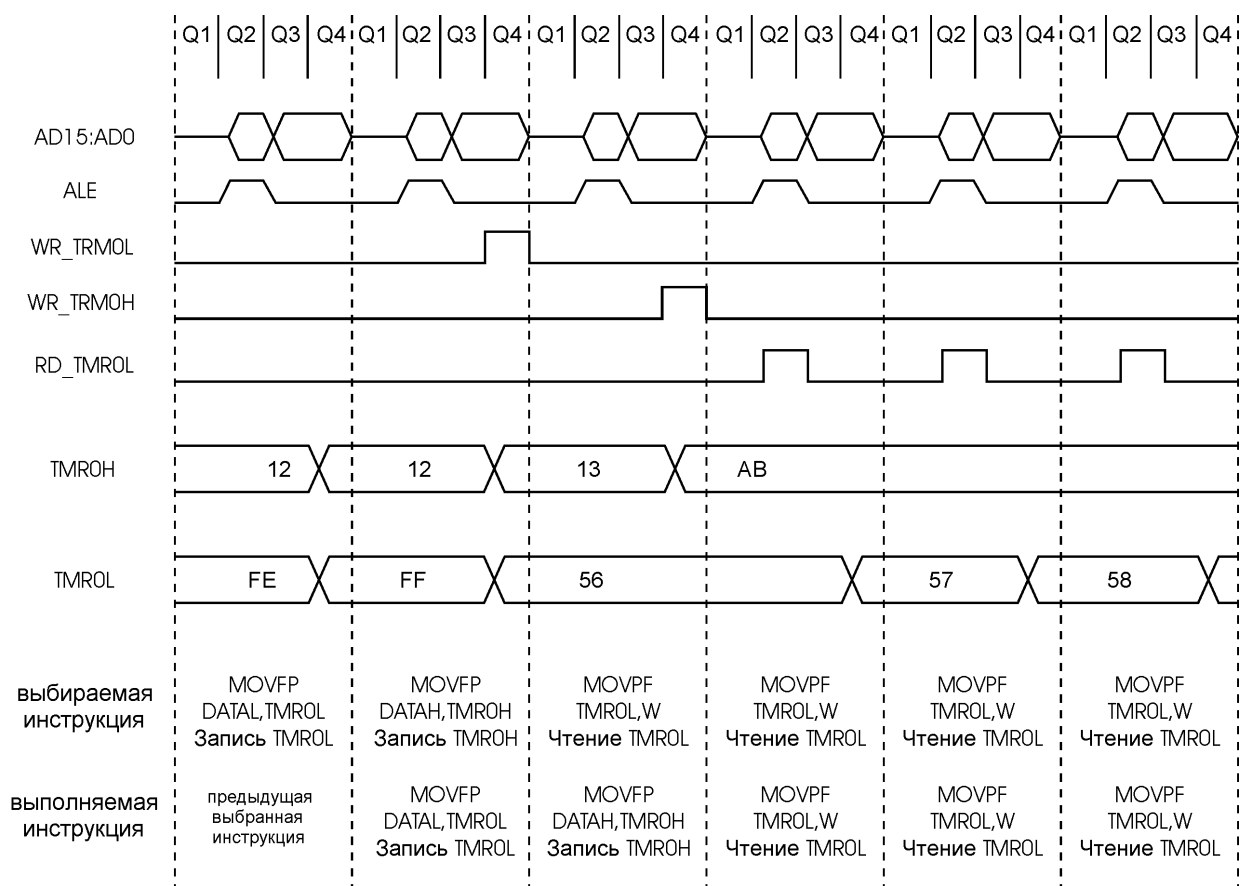 Q1 Q2 Q3 Q4 Q1 Q2 Q3 Q4 Q1 Q2 Q3 Q4 Q1 Q2 Q3 Q4 Q1 Q2 Q3 Q4 Q1 Q2 Q3 Q4
AD15:AD0
ALE
WR_TRM0L
WR_TRM0H
RD_TMR0L
TMR0H 12 12 13 AB
TMR0L FE FF 56 57 58
выбираемая
инструкция
MOVFP
DATAL,TMR0L
Запись TMR0L
MOVFP
DATAH,TMR0H
Запись TMR0H
MOVPF
TMR0L,W
Чтение TMR0L
MOVPF
TMR0L,W
Чтение TMR0L
MOVPF
TMR0L,W
Чтение TMR0L
MOVPF
TMR0L,W
Чтение TMR0L
выполняемая
инструкция
предыдущая
выбранная
инструкция
MOVFP
DATAL,TMR0L
Запись TMR0L
MOVFP
DATAH,TMR0H
Запись TMR0H
MOVPF
TMR0L,W
Чтение TMR0L
MOVPF
TMR0L,W
Чтение TMR0L
MOVPF
TMR0L,W
Чтение TMR0L